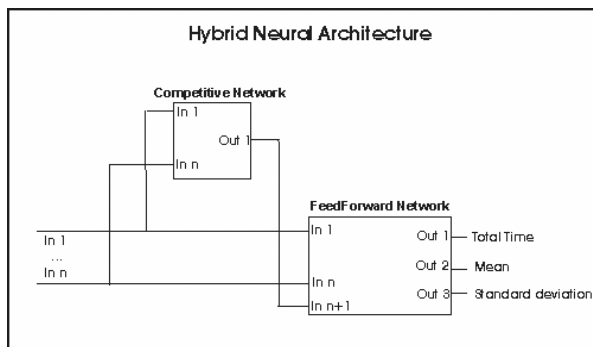 Hybrid Neural Architecture
Competitive Network
In 1
Out 1
In n
FeedForward Network
In 1
...
In n
In 1
Out 1
Total Time
Out 2
Mean
In n
Out 3
Standard deviation
In n+1